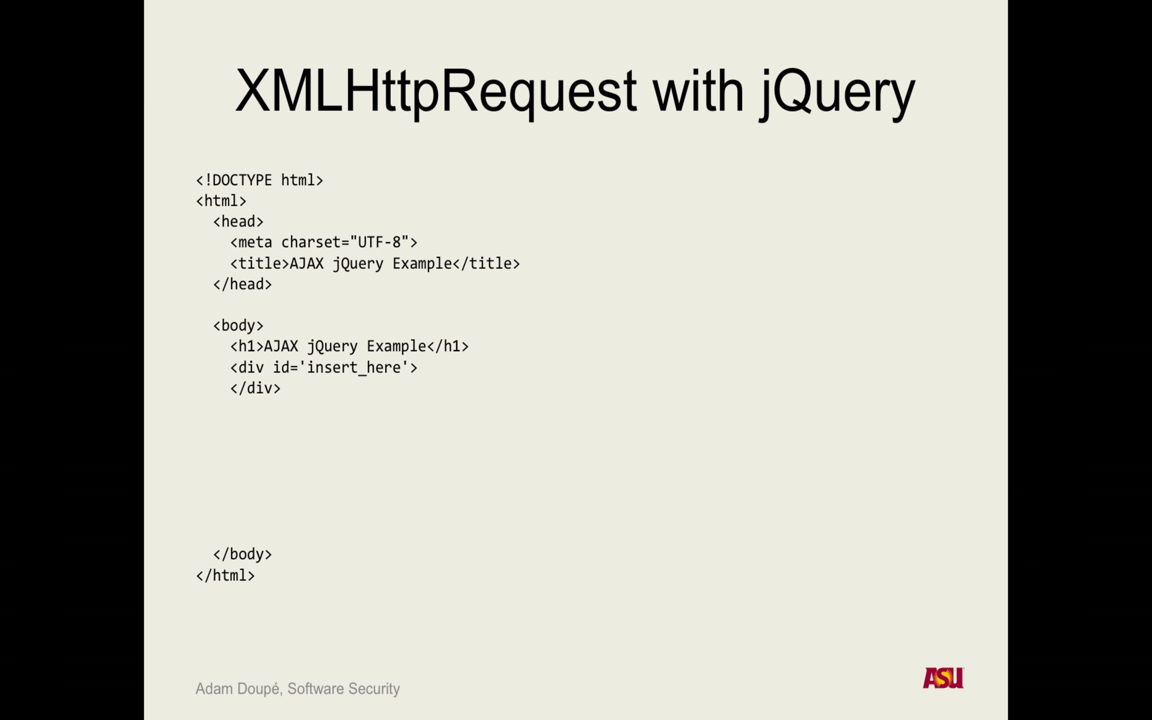 XMLHttpRequest with jQuery
<!DOCTYPE html>
<html>
<head>
<meta charset="UTF-8">
<title>AJAX jQuery Example</title>
</head>
<body>
<h1>AJAX jQuery Example</h1>
<div id='insert_here'>
</div>
</body>
</html>
Adam Doupé, Software Security
ASU